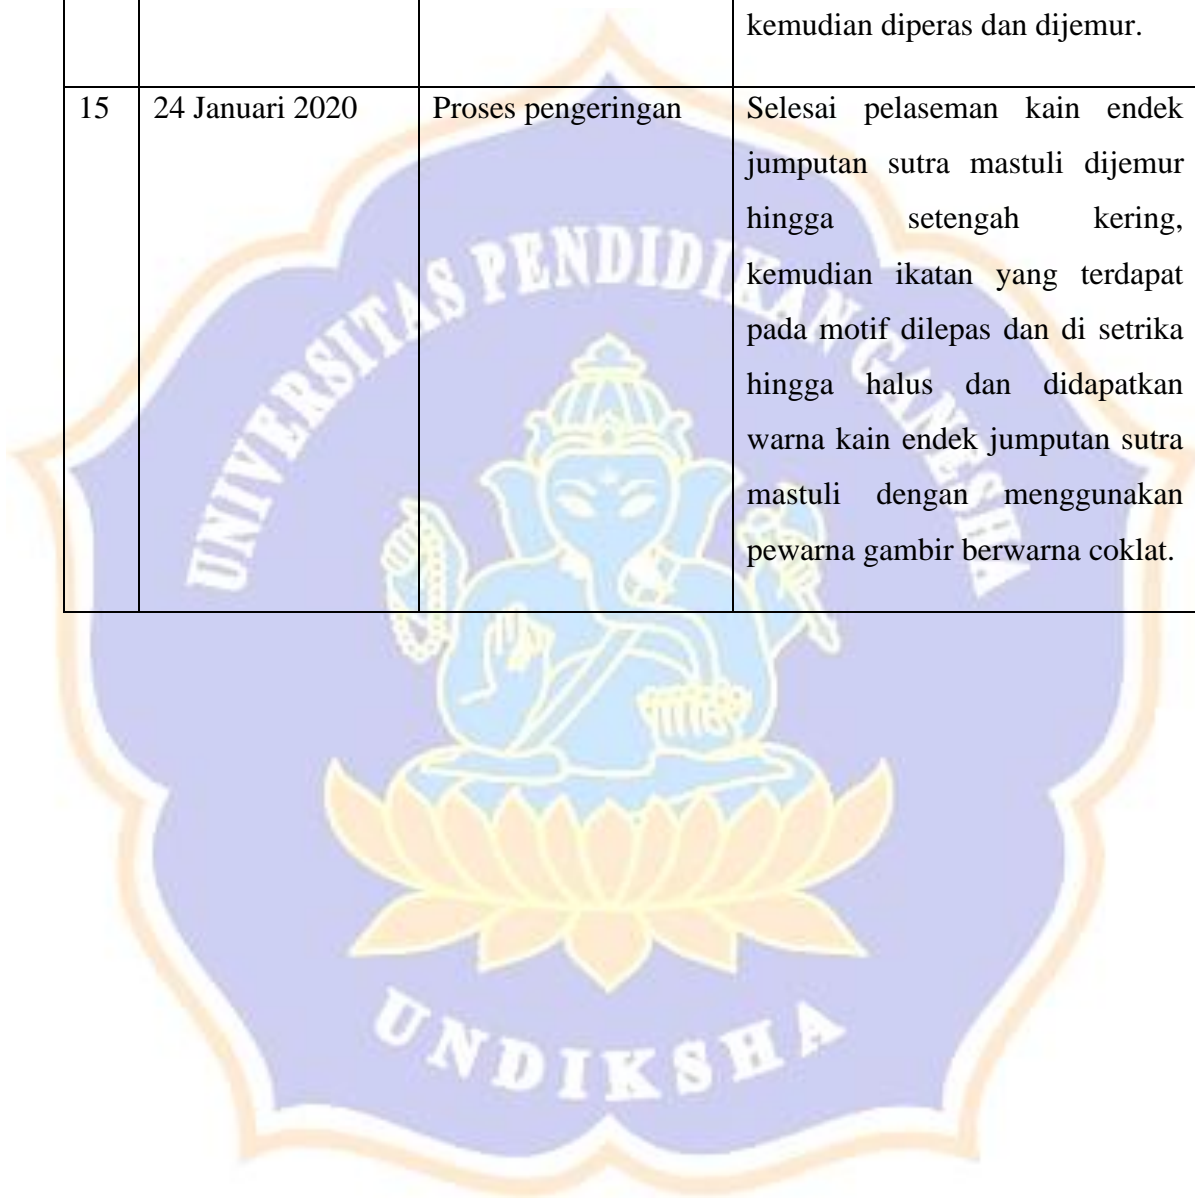 kemudian diperas dan dijemur.
15 24 Januari 2020 Proses pengeringan Selesai pelaseman kain endek
jumputan sutra mastuli dijemur
hingga setengah kering,
kemudian ikatan yang terdapat
pada motif dilepas dan di setrika
hingga halus dan didapatkan
warna kain endek jumputan sutra
mastuli dengan menggunakan
pewarna gambir berwarna coklat.
UNIVERSITAS PENDIDIKAN GANESHA
UNDIKSHA